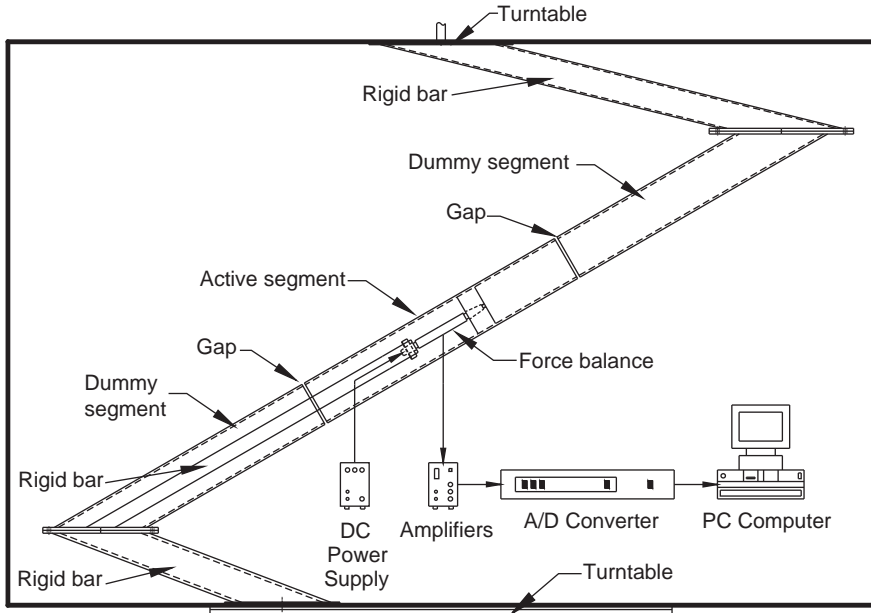 Turntable
Rigid bar
Dummy segment
Gap
Active segment
Gap
Force balance
Dummy
segment
Rigid bar
DC
Power
Supply
Amplifiers
A/D Converter
PC Computer
Rigid bar
Turntable